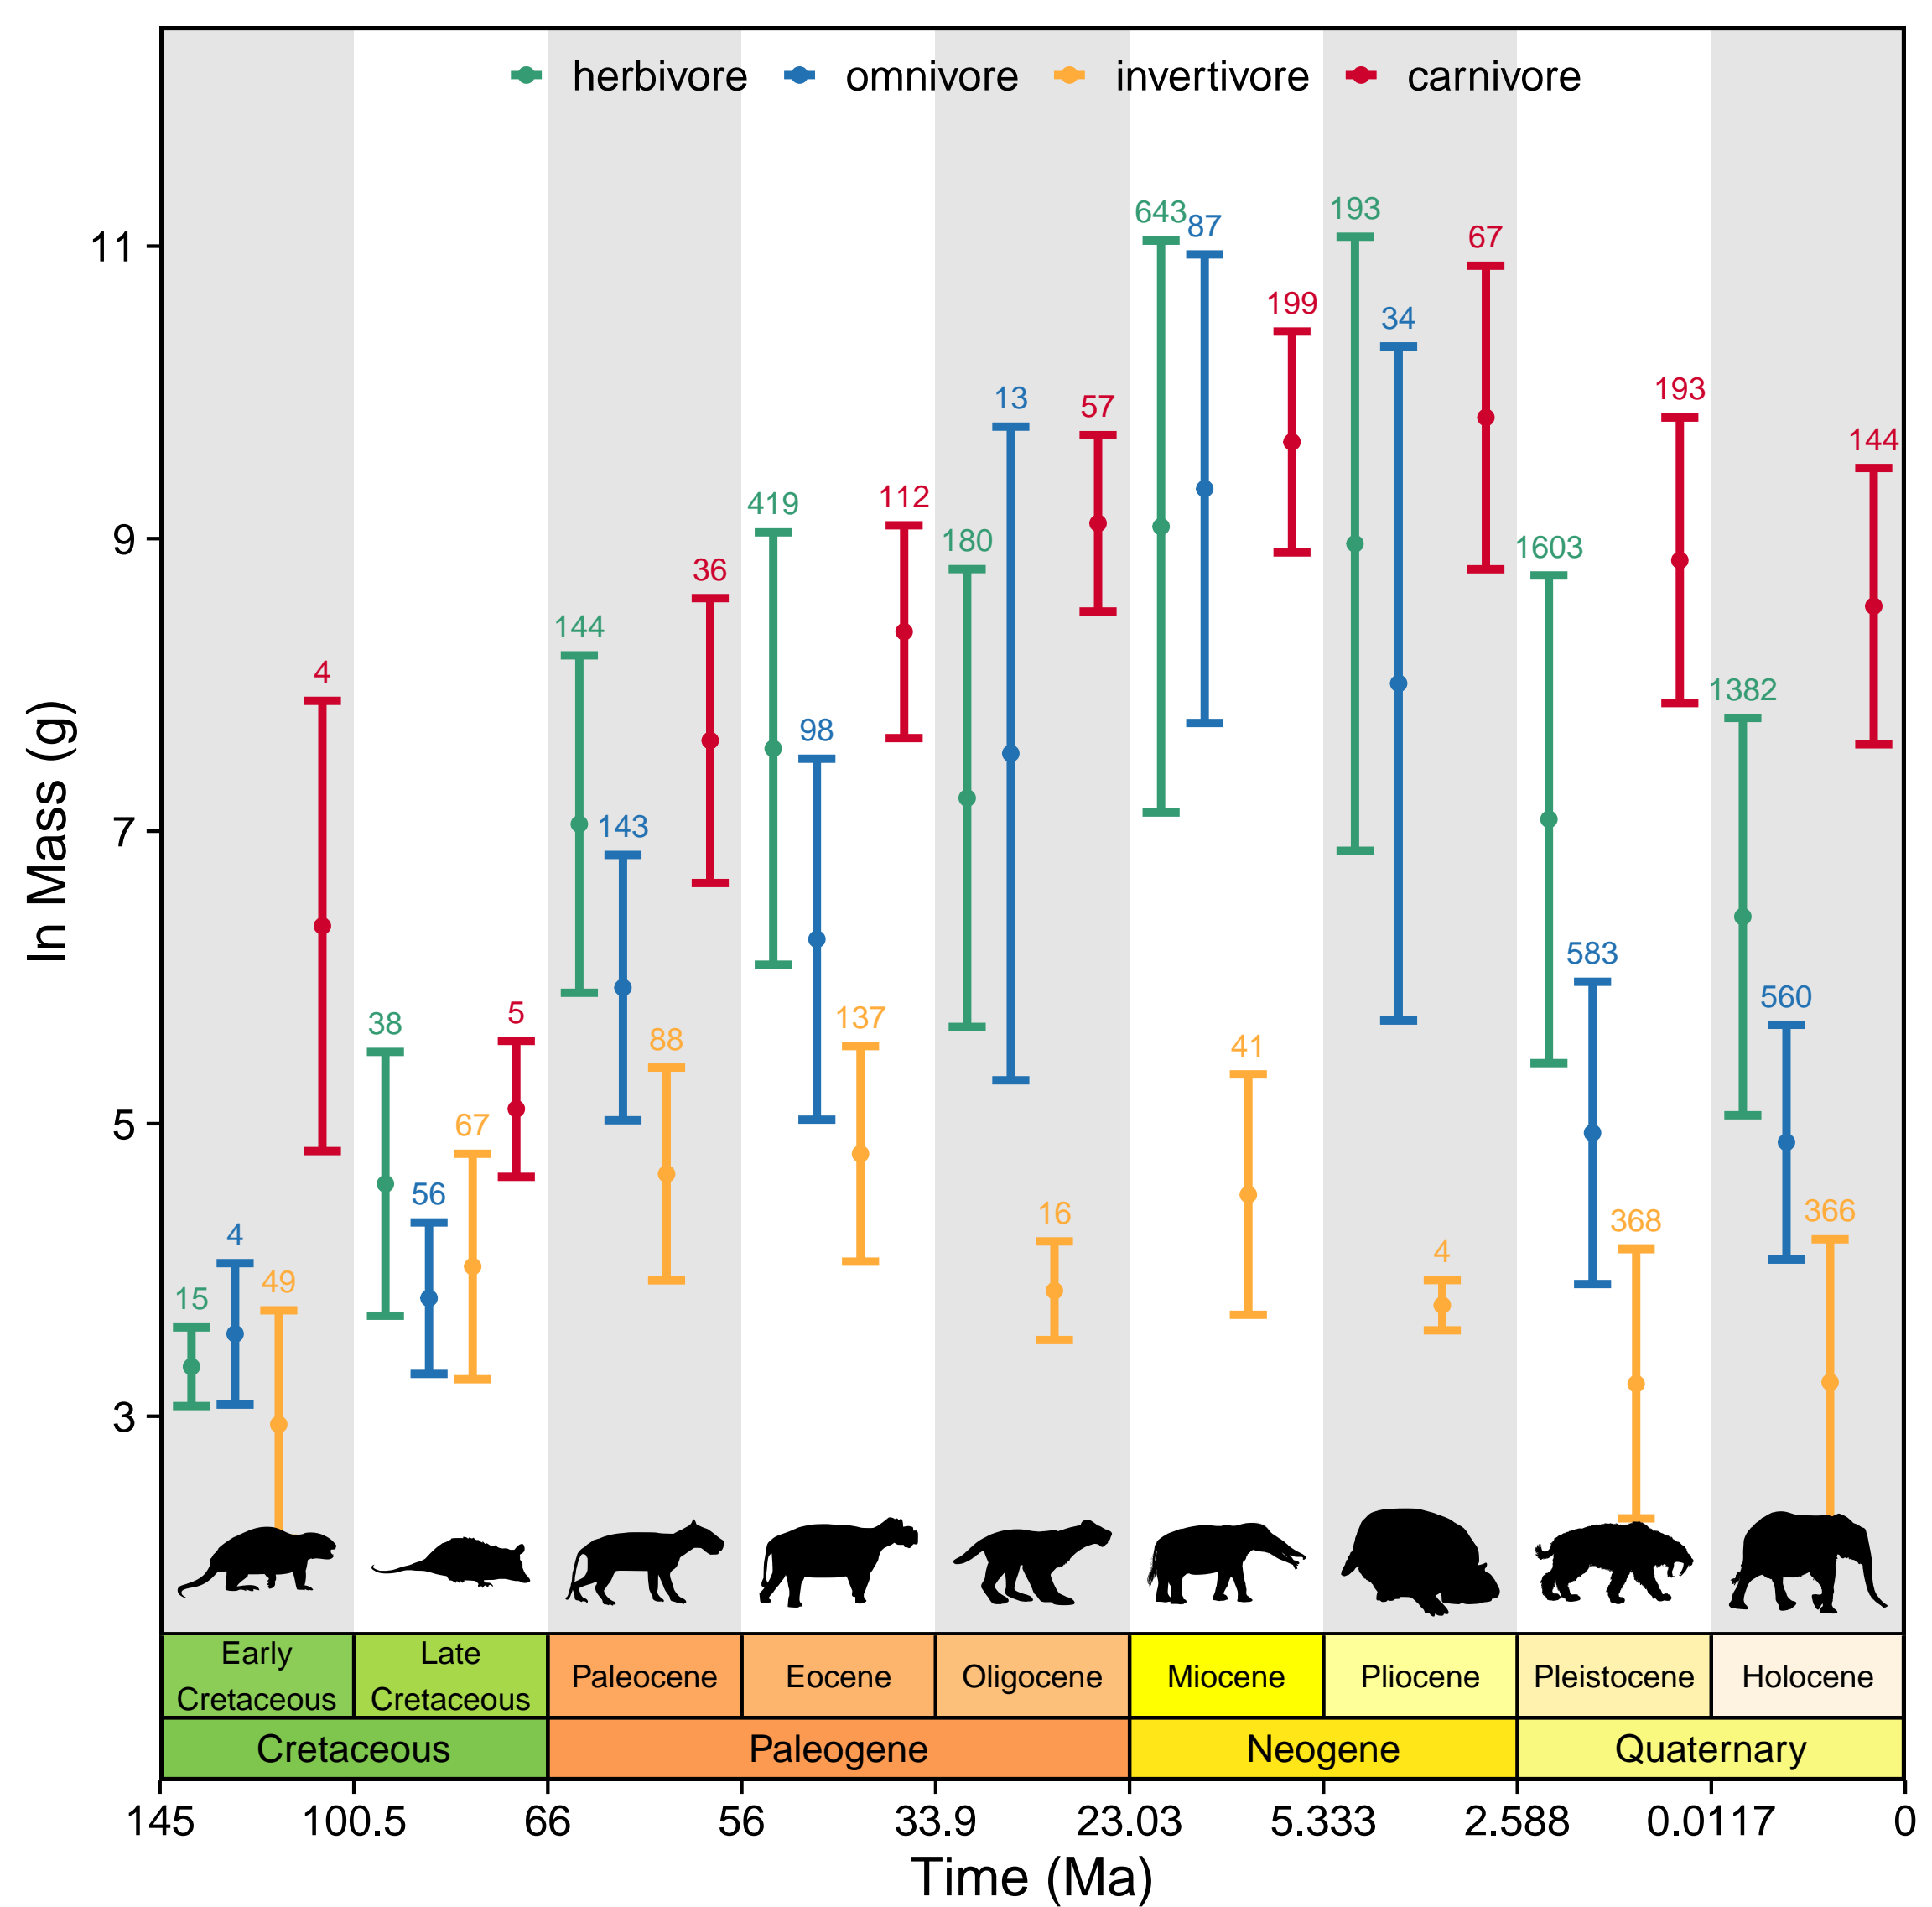 herbivore omnivore invertivore carnivore
643 193
87 67
11
199 34
13 57 193
144
419 112
9 180 1603
36
144
4 1382
98
7 143
ln Mass (g)
583
560
38 5 88 137 41
5 67
56 16 368 366
4 4
15 49
3
Early Late
Cretaceous Cretaceous Paleocene Eocene Oligocene Miocene Pliocene Pleistocene Holocene
Cretaceous Paleogene Neogene Quaternary
145 100.5 66 56 33.9 23.03 5.333 2.588 0.0117 0
Time (Ma)